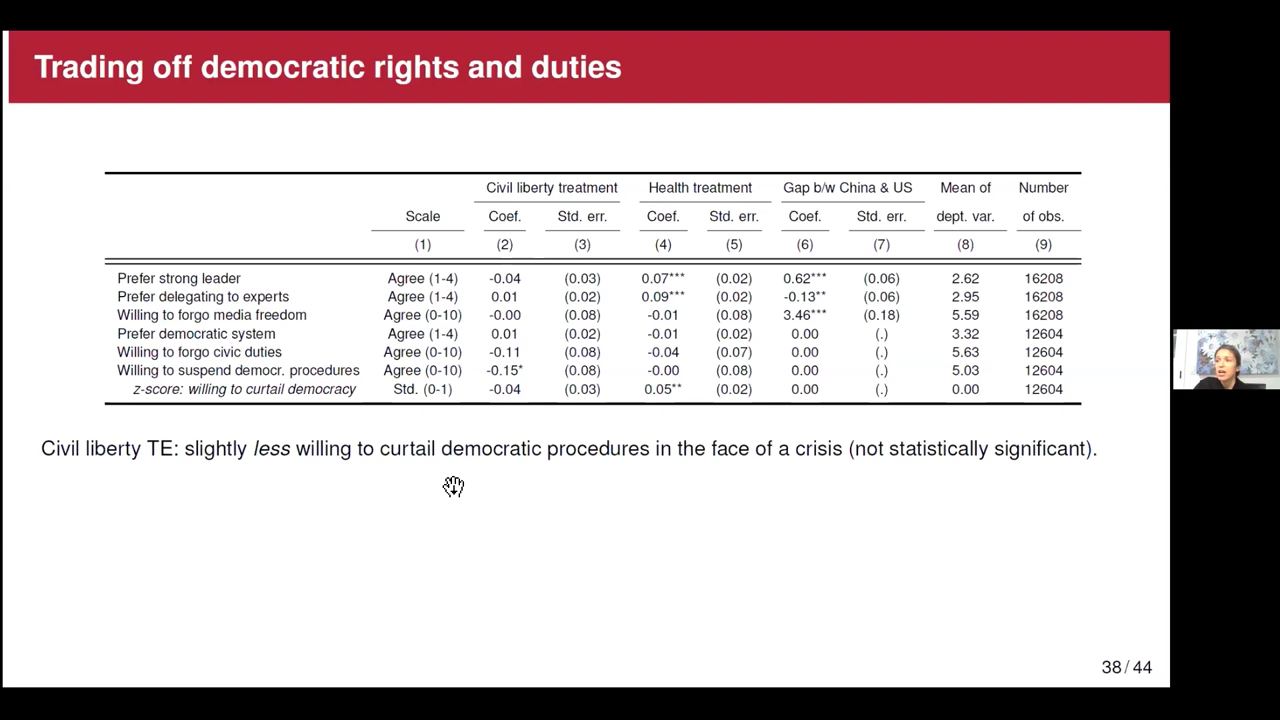 Trading off democratic rights and duties
Civil liberty treatment Health treatment Gap b/w China & US Mean of Number
Scale Coef. Std. err. Coef. Std. err. Coef. Std. err. dept. var. of obs.
(1) (2) (3) (4) (5) (6) (7) (8) (9)
Prefer strong leader Agree (1-4) -0.04 (0.03) 0.07*** (0.02) 0.62*** (0.06) 2.62 16208
Prefer delegating to experts Agree (1-4) 0.01 (0.02) 0.09*** (0.02) -0.13** (0.06) 2.95 16208
Willing to forgo media freedom Agree (0-10) -0.00 (0.08) -0.01 (0.08) 3.46*** (0.18) 5.59 16208
Prefer democratic system Agree (1-4) 0.01 (0.02) -0.01 (0.02) 0.00 (.) 3.32 12604
Willing to forgo civic duties Agree (0-10) -0.11 (0.08) -0.04 (0.07) 0.00 (.) 5.63 12604
Willing to suspend democr. procedures Agree (0-10) -0.15* (0.08) -0.00 (0.08) 0.00 (.) 5.03 12604
z-score: willing to curtail democracy Std. (0-1) -0.04 (0.03) 0.05** (0.02) 0.00 (.) 0.00 12604
Civil liberty TE: slightly less willing to curtail democratic procedures in the face of a crisis (not statistically significant).
38 / 44